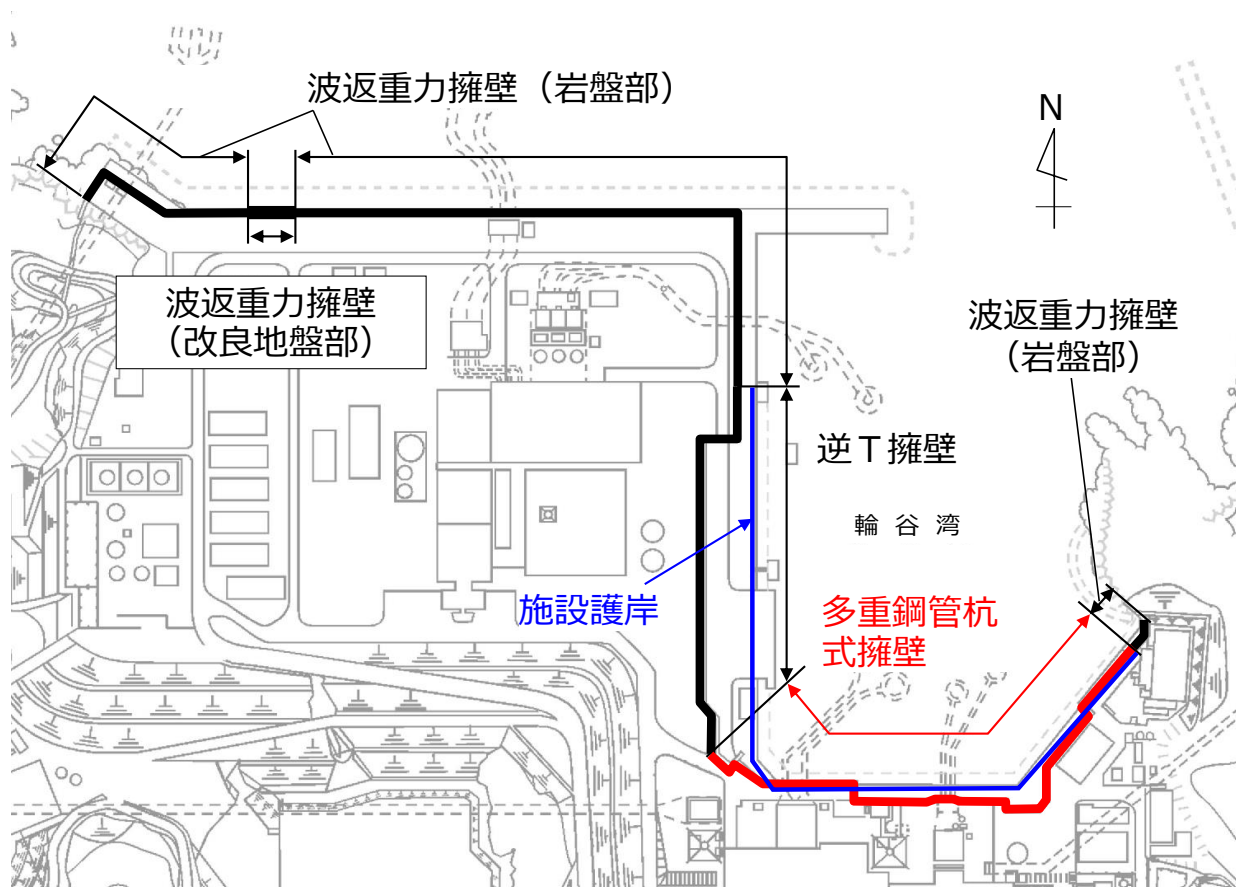 波返重力擁壁（岩盤部）
N
波返重力擁壁
（改良地盤部）
波返重力擁壁
（岩盤部）
逆Ｔ擁壁
輪谷湾
施設護岸
多重鋼管杭
式擁壁